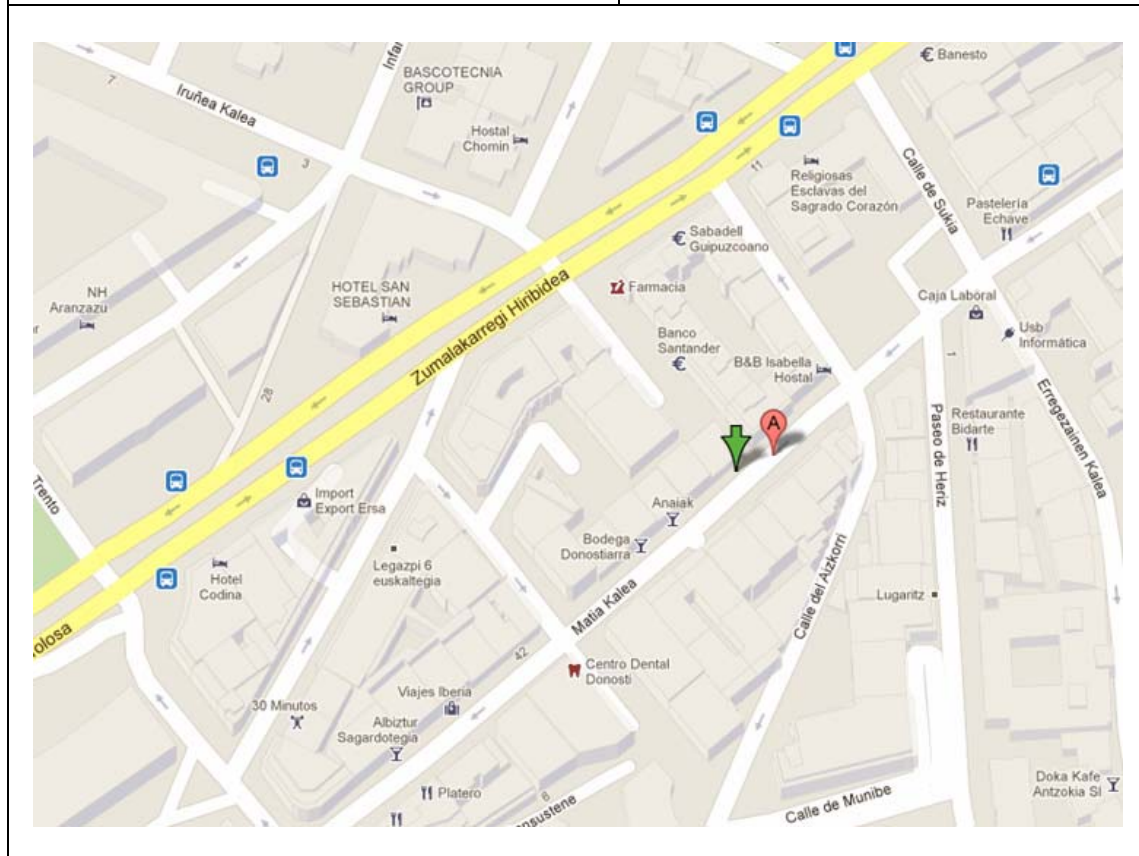 Banesto
BASCOTECNIA
GROUP
7
Iruñea Kalea
Hostal
Chomin
3
11
Calle de Sukia
Religiosas
Esclavas del
Sagrado Corazón
Pastelería
Echave
Sabadell
Guipuzcoano
NH
Aranzazu
HOTEL SAN
SEBASTIAN
Farmacia
Caja Laboral
Zumalakarregi Hiribidea
Banco
Santander
Usb
Informática
B&B Isabella
Hostal
1
28
Restaurante
Bidarte
Paseo de Heriz
Erregezainen Kalea
A
Trento
Import
Export Ersa
Anaiak
Bodega
Donostiarra
Legazpi 6
euskaltegia
Hotel
Codina
Calle del Aizkorri
Lugaritz
Matia Kalea
olosa
42
Centro Dental
Donosti
30 Minutos
Viajes Iberia
Albiztur
Sagardotegia
Platero
6
Doka Kafe
Antzokia Sl
Calle de Munibe